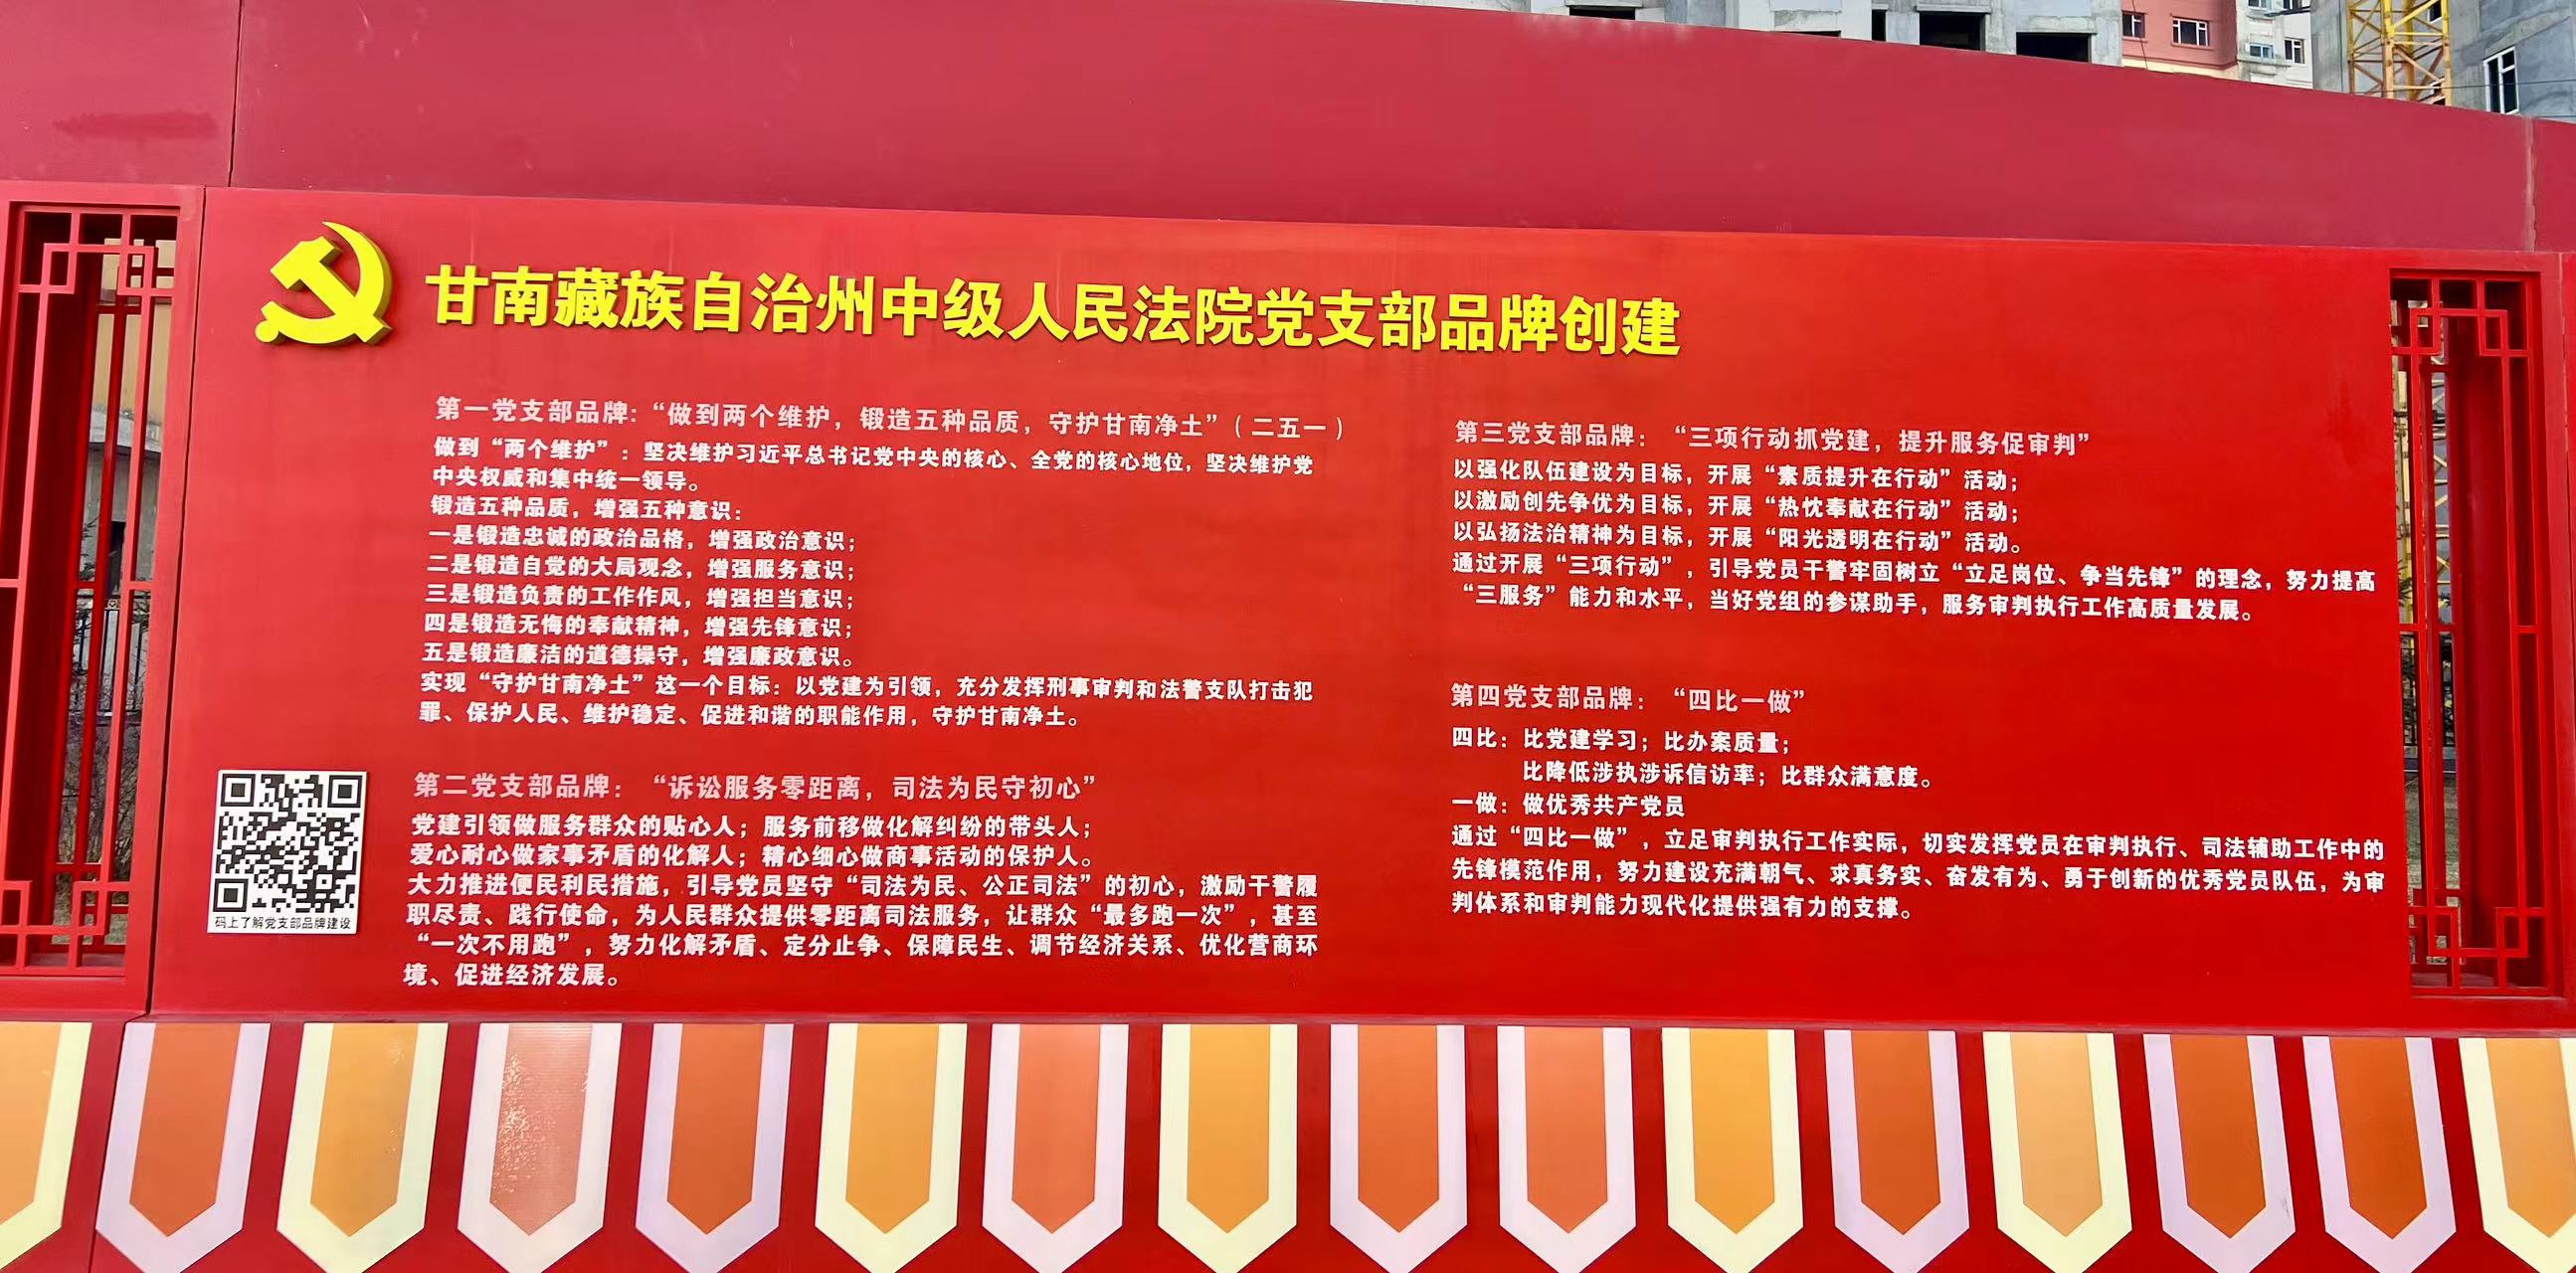 甘南藏族自治州中级人民法院党支部品牌创建
第一党支部品牌：“做到两个维护，锻造五种品质，守护甘南净土”（二五一）
做到“两个维护”：坚决维护习近平总书记党中央的核心、全党的核心地位，坚决维护党
中央权威和集中统一领导。
锻造五种品质，增强五种意识：
一是锻造忠诚的政治品格，增强政治意识；
二是锻造自觉的大局观念，增强服务意识；
三是锻造负责的工作作风，增强担当意识；
四是锻造无悔的奉献精神，增强先锋意识；
五是锻造廉洁的道德操守，增强廉政意识。
实现“守护甘南净土”这一个目标：以党建为引领，充分发挥刑事审判和法警支队打击犯
罪、保护人民、维护稳定、促进和谐的职能作用，守护甘南净土。
第二党支部品牌：“诉讼服务零距离，司法为民守初心”
党建引领做服务群众的贴心人；服务前移做化解纠纷的带头人；
爱心耐心做家事矛盾的化解人；精心细心做商事活动的保护人。
大力推进便民利民措施，引导党员坚守“司法为民、公正司法”的初心，激励干警履
职尽责、践行使命，为人民群众提供零距离司法服务，让群众“最多跑一次”，甚至
“一次不用跑”，努力化解矛盾、定分止争、保障民生、调节经济关系、优化营商环
境、促进经济发展。
码上了解党支部品牌建设
第三党支部品牌：“三项行动抓党建，提升服务促审判”
以强化队伍建设为目标，开展“素质提升在行动”活动；
以激励创先争优为目标，开展“热忱奉献在行动”活动；
以弘扬法治精神为目标，开展“阳光透明在行动”活动。
通过开展“三项行动”，引导党员干警牢固树立“立足岗位、争当先锋”的理念，努力提高
“三服务”能力和水平，当好党组的参谋助手，服务审判执行工作高质量发展。
第四党支部品牌：“四比一做”
四比：比党建学习；比办案质量；
比降低涉执涉诉信访率；比群众满意度。
一做：做优秀共产党员
通过“四比一做”，立足审判执行工作实际，切实发挥党员在审判执行、司法辅助工作中的
先锋模范作用，努力建设充满朝气、求真务实、奋发有为、勇于创新的优秀党员队伍，为审
判体系和审判能力现代化提供强有力的支撑。